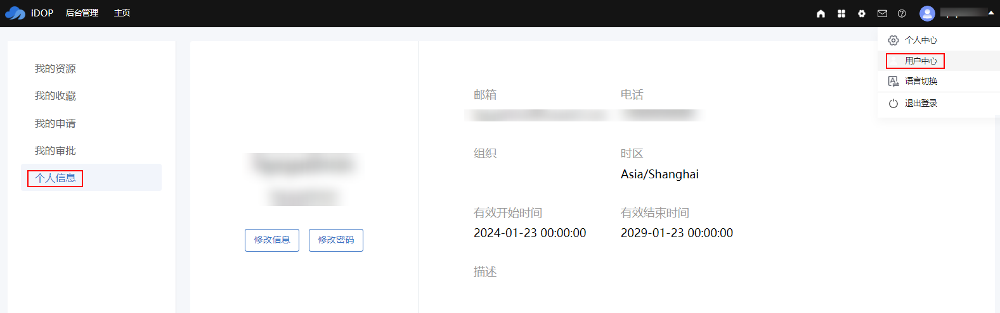 iDOP 后台管理 主页
个人中心
用户中心
语言切换
退出登录
我的资源
我的收藏
我的申请
我的审批
个人信息
修改信息 修改密码
邮箱 电话
组织 时区
Asia/Shanghai
有效开始时间 有效结束时间
2024-01-23 00:00:00 2029-01-23 00:00:00
描述